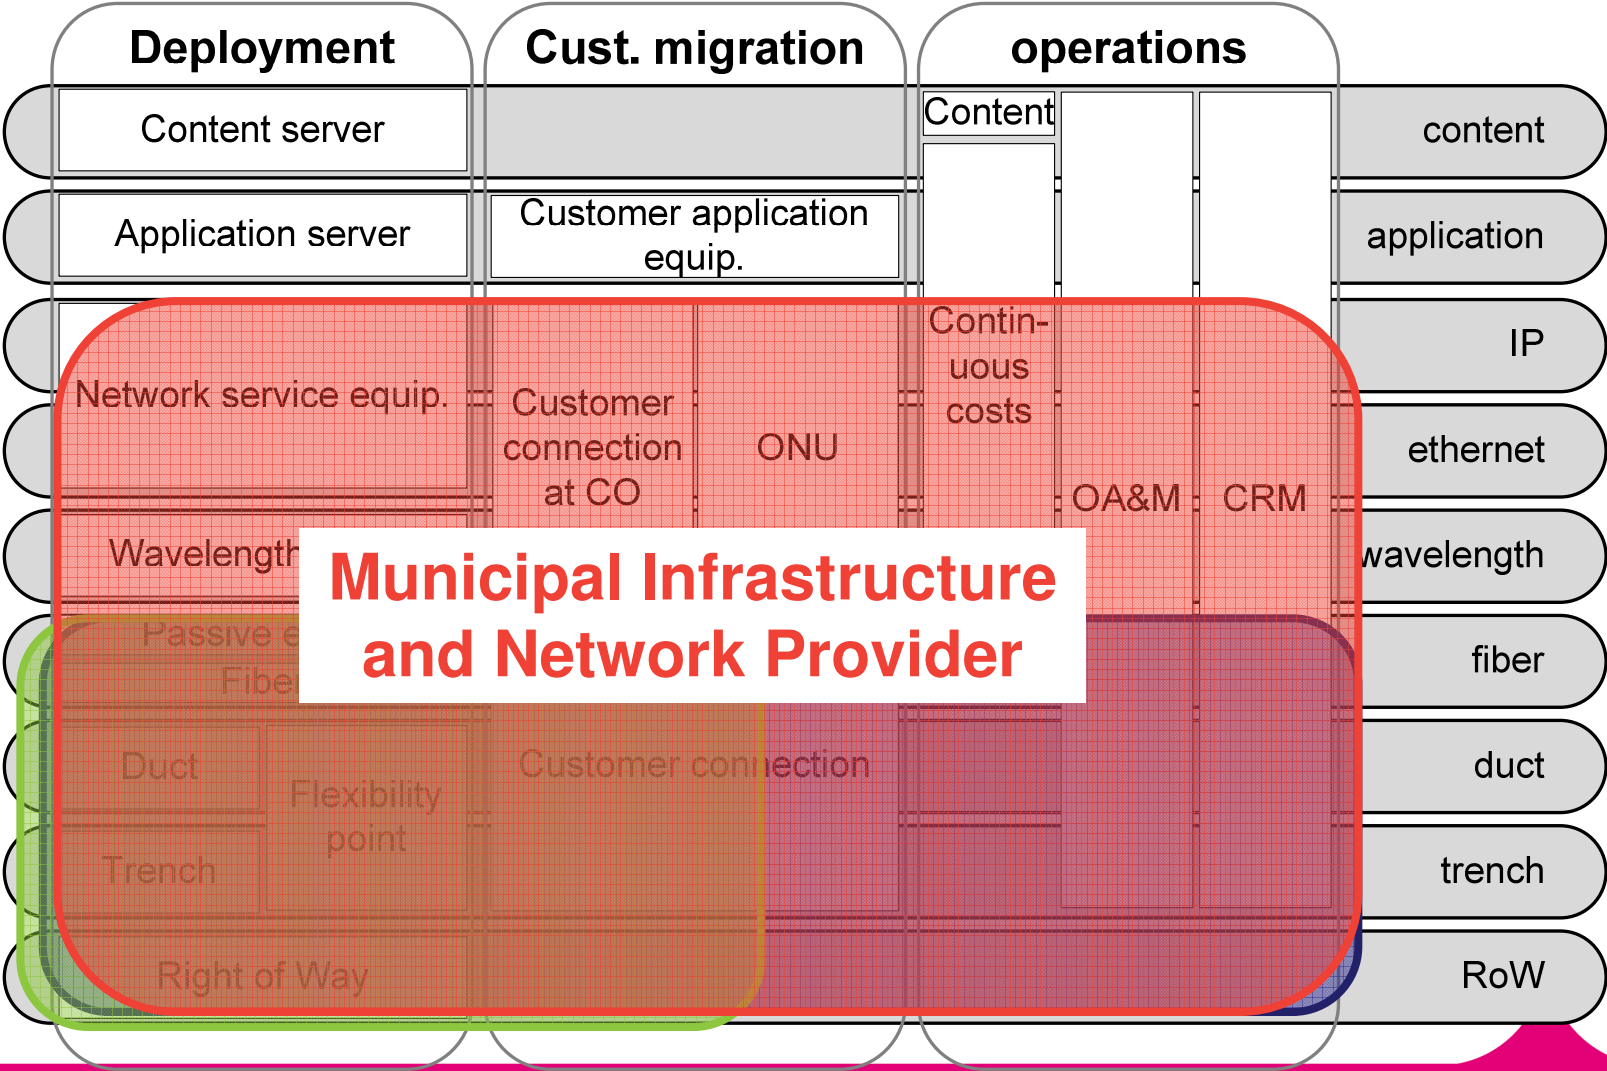 Deployment
Cust. migration
operations
Content server
Content
content
Application server
Customer application
equip.
application
Contin-
uous
costs
IP
Network service equip.
Customer
connection
at CO
ONU
ethernet
OA&M
CRM
Wavelength
wavelength
Municipal Infrastructure
and Network Provider
Passive
Fiber
fiber
Duct
Flexibility
point
Customer connection
duct
Trench
trench
Right of Way
RoW